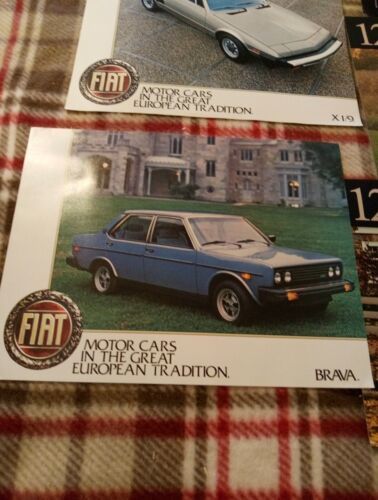 FIAT
MOTOR CARS
IN THE GREAT
EUROPEAN TRADITION.
X1/9
12
12
FIAT
MOTOR CARS
IN THE GREAT
EUROPEAN TRADITION.
BRAVA.